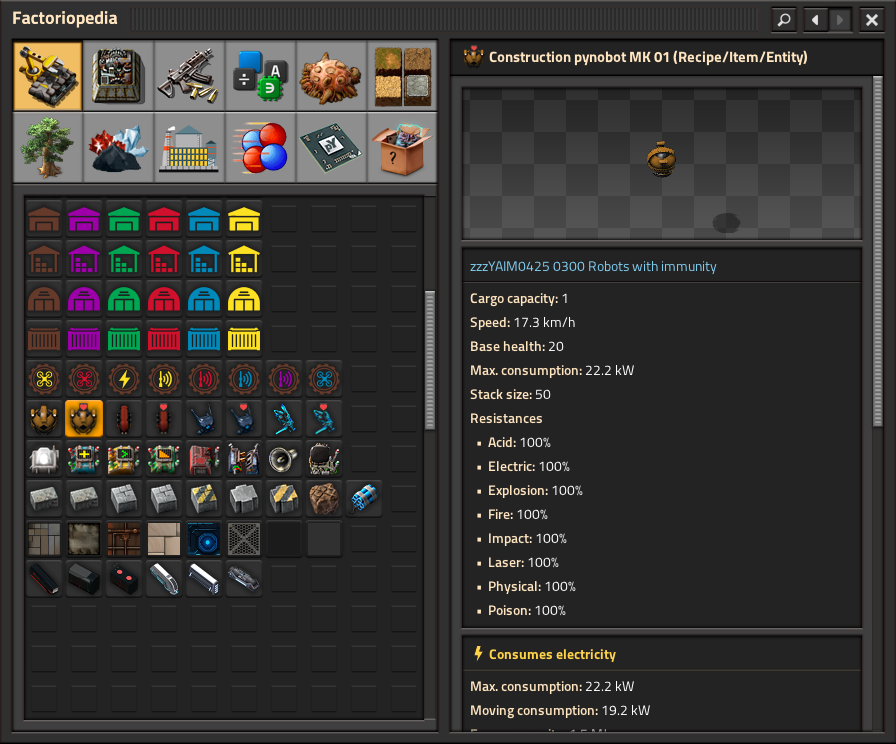 Factoriopedia
Construction pynobot MK 01 (Recipe/Item/Entity)
zzzYAIM0425 0300 Robots with immunity
Cargo capacity: 1
Speed: 17.3 km/h
Base health: 20
Max. consumption: 22.2 kW
Stack size: 50
Resistances
▪ Acid: 100%
▪ Electric: 100%
▪ Explosion: 100%
▪ Fire: 100%
▪ Impact: 100%
▪ Laser: 100%
▪ Physical: 100%
▪ Poison: 100%
Consumes electricity
Max. consumption: 22.2 kW
Moving consumption: 19.2 kW